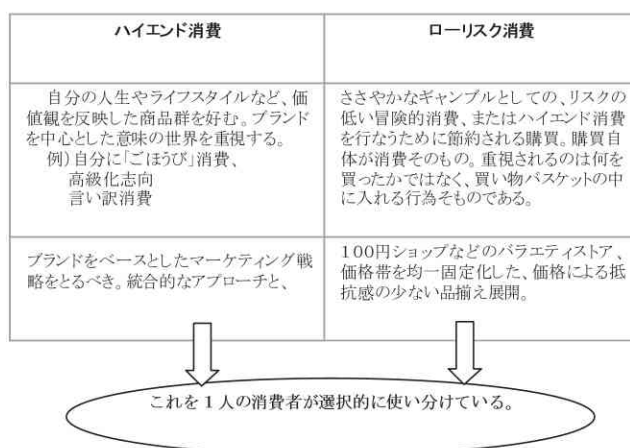 ハイエンド消費
ローリスク消費
自分の人生やライフスタイルなど、価
値観を反映した商品群を好む。ブランド
を中心とした意味の世界を重視する。
例）自分に「ごほうび」消費、
高級化志向
言い訳消費
ささやかなギャンブルとしての、リスクの
低い冒険的消費、またはハイエンド消費
を行なうために節約される購買。購買自
体が消費そのもの。重視されるのは何を
買ったかではなく、買い物バスケットの中
に入れる行為そのものである。
ブランドをベースとしたマーケティング戦
略をとるべき。統合的なアプローチと、
100円ショップなどのバラエティストア、
価格帯を均一固定化した、価格による抵
抗感の少ない品揃え展開。
これを１人の消費者が選択的に使い分けている。